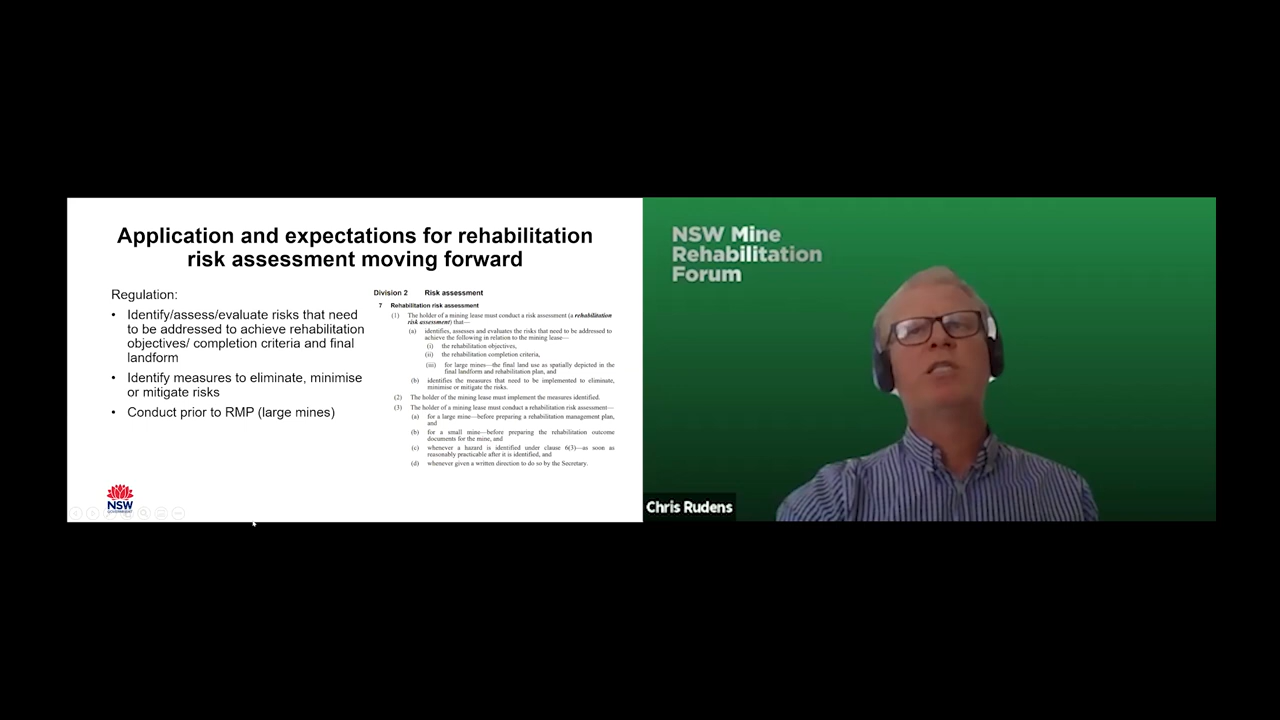 Application and expectations for rehabilitation
risk assessment moving forward
Regulation:
• Identify/assess/evaluate risks that need
to be addressed to achieve rehabilitation
objectives/ completion criteria and final
landform
• Identify measures to eliminate, minimise
or mitigate risks
• Conduct prior to RMP (large mines)
Division 2 Risk assessment
7 Rehabilitation risk assessment
(1) The holder of a mining lease must conduct a risk assessment (a rehabilitation
risk assessment) that—
(a) identifies, assesses and evaluates the risks that need to be addressed to
achieve the following in relation to the mining lease—
(i) the rehabilitation objectives,
(ii) the rehabilitation completion criteria,
(iii) for large mines—the final land use as spatially depicted in the
final landform and rehabilitation plan, and
(b) identifies the measures that need to be implemented to eliminate,
minimise or mitigate the risks.
(2) The holder of the mining lease must implement the measures identified.
(3) The holder of a mining lease must conduct a rehabilitation risk assessment—
(a) for a large mine—before preparing a rehabilitation management plan,
and
(b) for a small mine—before preparing the rehabilitation outcome
documents for the mine, and
(c) whenever a hazard is identified under clause 6(3)—as soon as
reasonably practicable after it is identified, and
(d) whenever given a written direction to do so by the Secretary.
NSW
GOVERNMENT
NSW Mine
Rehabilitation
Forum
Chris Rudens